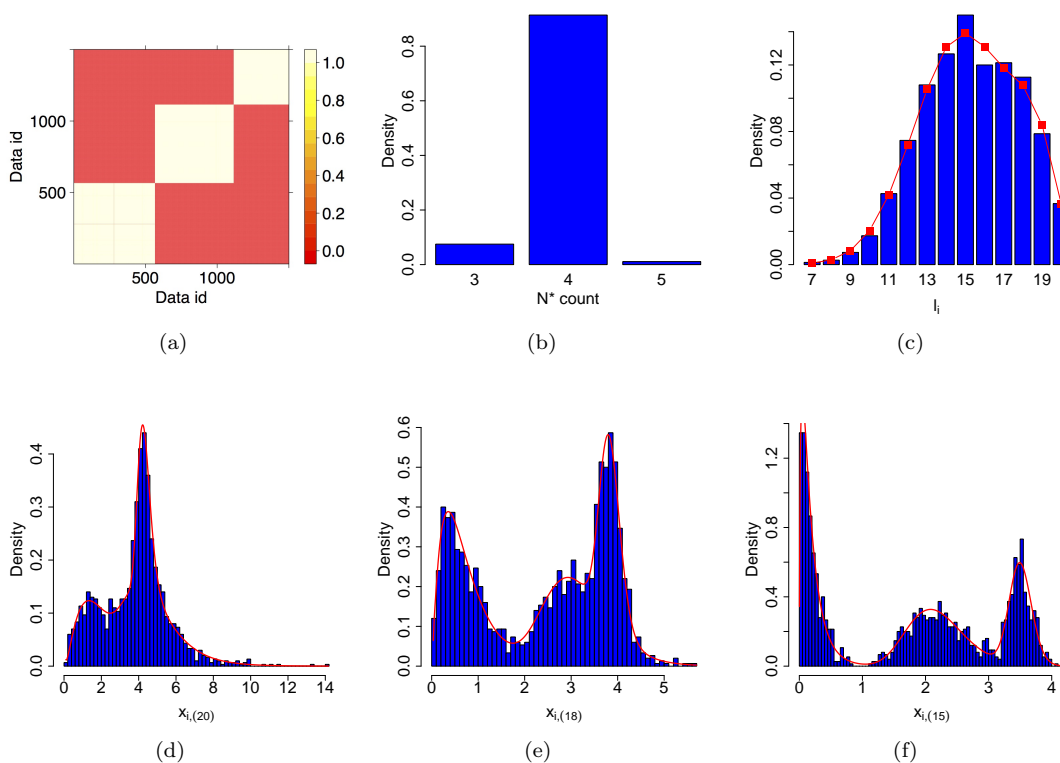 Data id
1000
500
500 1000
Data id
1.0
0.8
0.6
0.4
0.2
0.0
(a)
Density
0.8
0.6
0.4
0.2
0.0
3 4 5
N* count
(b)
Density
0.12
0.08
0.04
0.00
7 9 11 13 15 17 19
l_i
(c)
Density
0.4
0.3
0.2
0.1
0.0
0 2 4 6 8 10 12 14
x_{i,(20)}
(d)
Density
0.6
0.5
0.4
0.3
0.2
0.1
0.0
0 1 2 3 4 5
x_{i,(18)}
(e)
Density
1.2
0.8
0.4
0.0
0 1 2 3 4
x_{i,(15)}
(f)